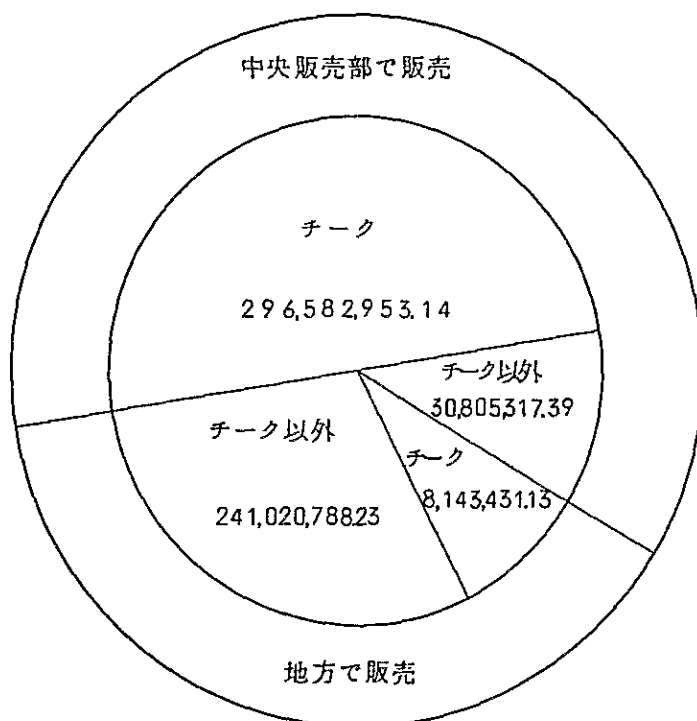 中央販売部で販売
チーク
296,582,953.14
チーク以外
30,805,317.39
チーク以外
241,020,788.23
チーク
8,143,431.13
地方で販売